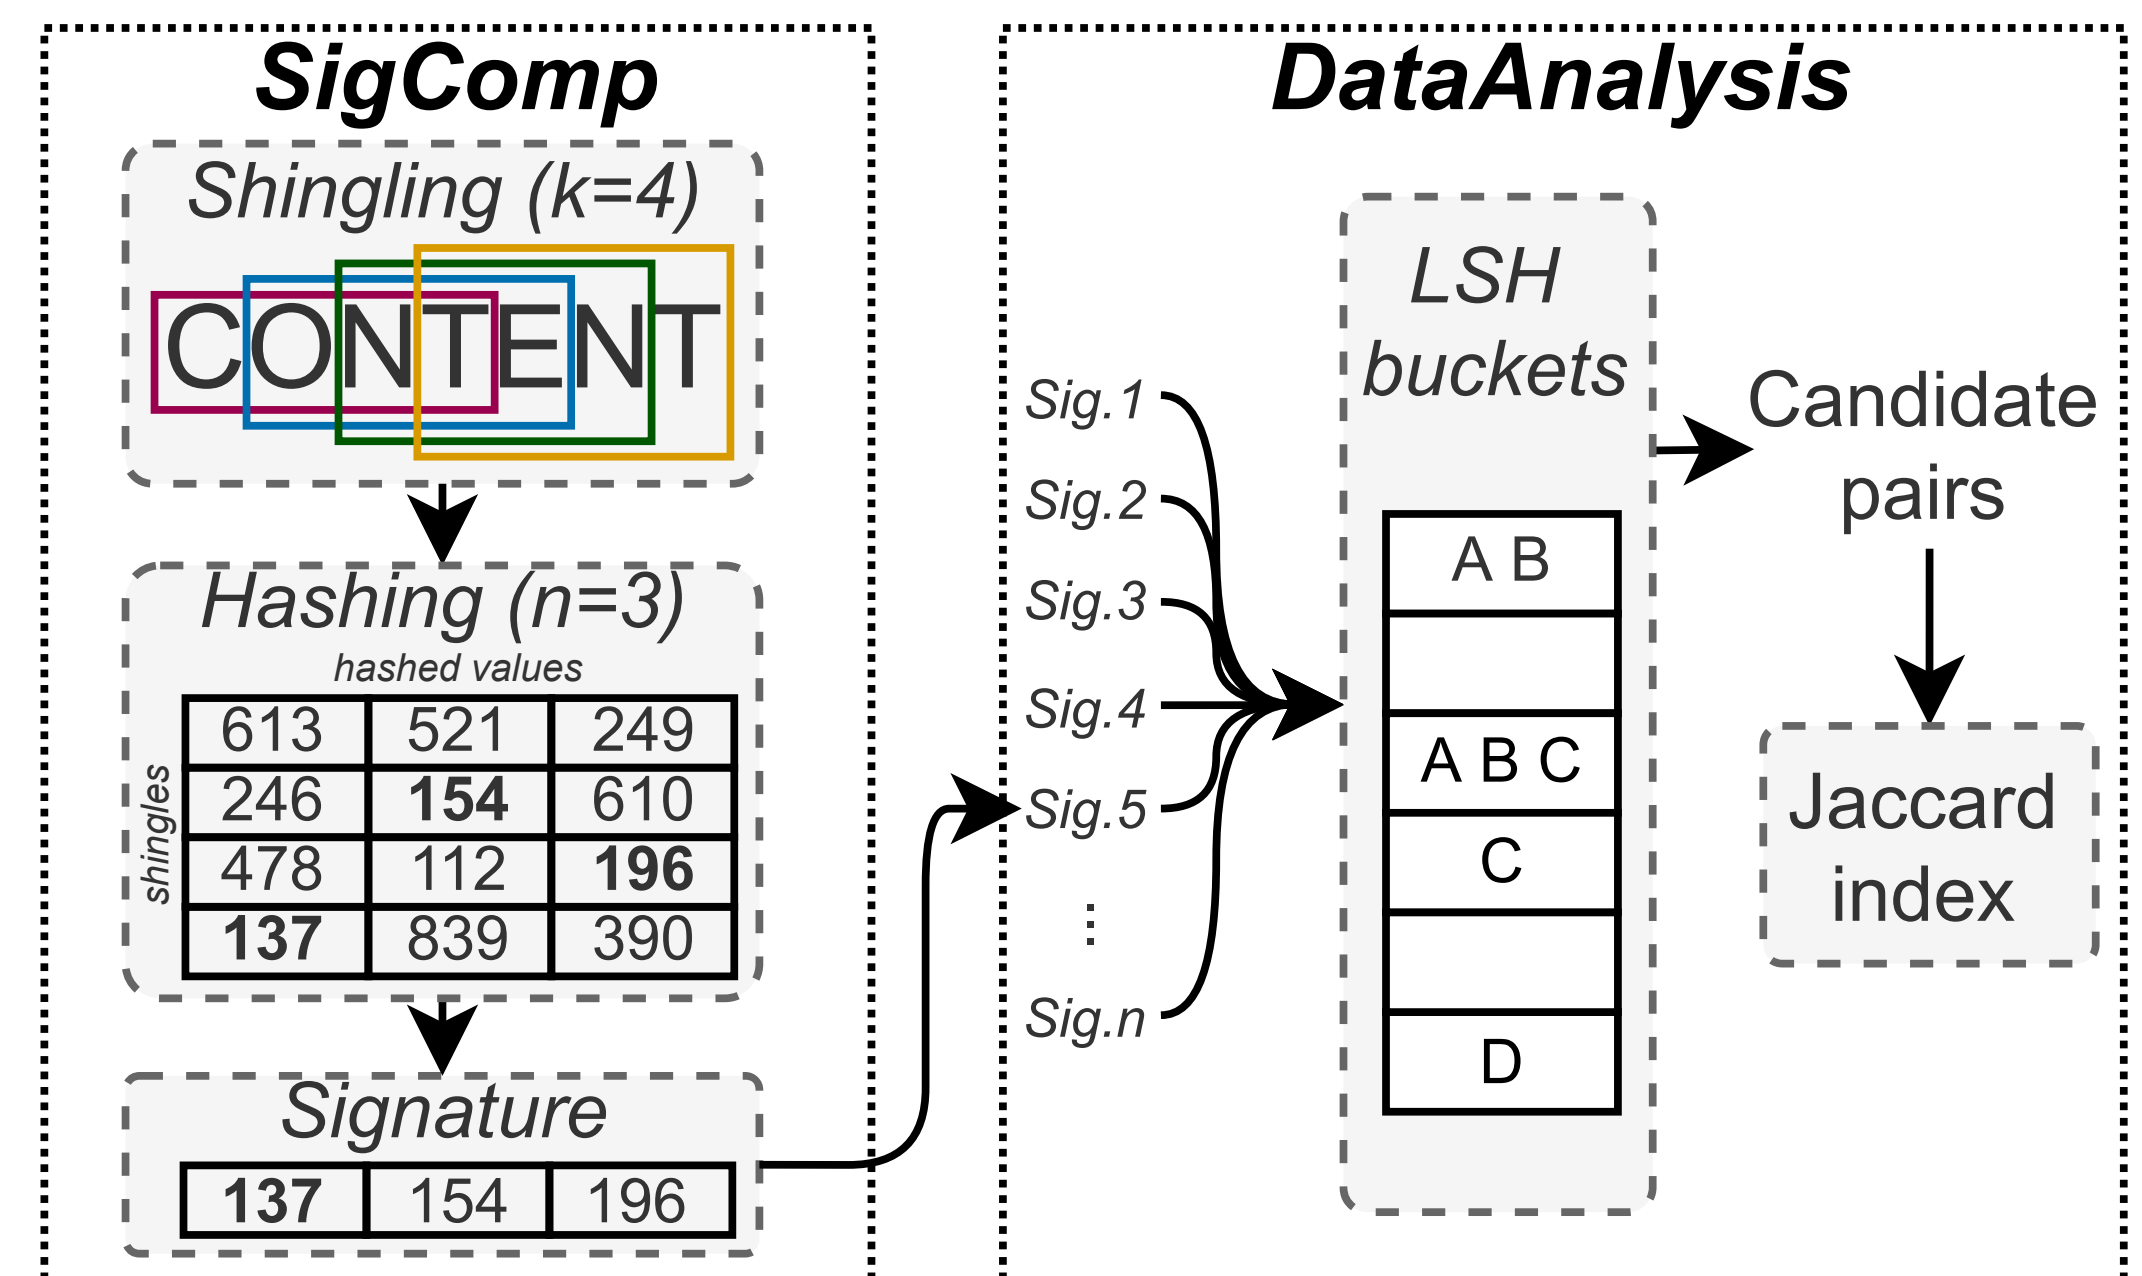 SigComp
Shingling (k=4)
CONTENT
Hashing (n=3)
hashed values
shingles
613 521 249
246 154 610
478 112 196
137 839 390
Signature
137 154 196
DataAnalysis
Sig.1
Sig.2
Sig.3
Sig.4
Sig.5
⋮
Sig.n
LSH
buckets
A B
A B C
C
D
Candidate
pairs
Jaccard
index